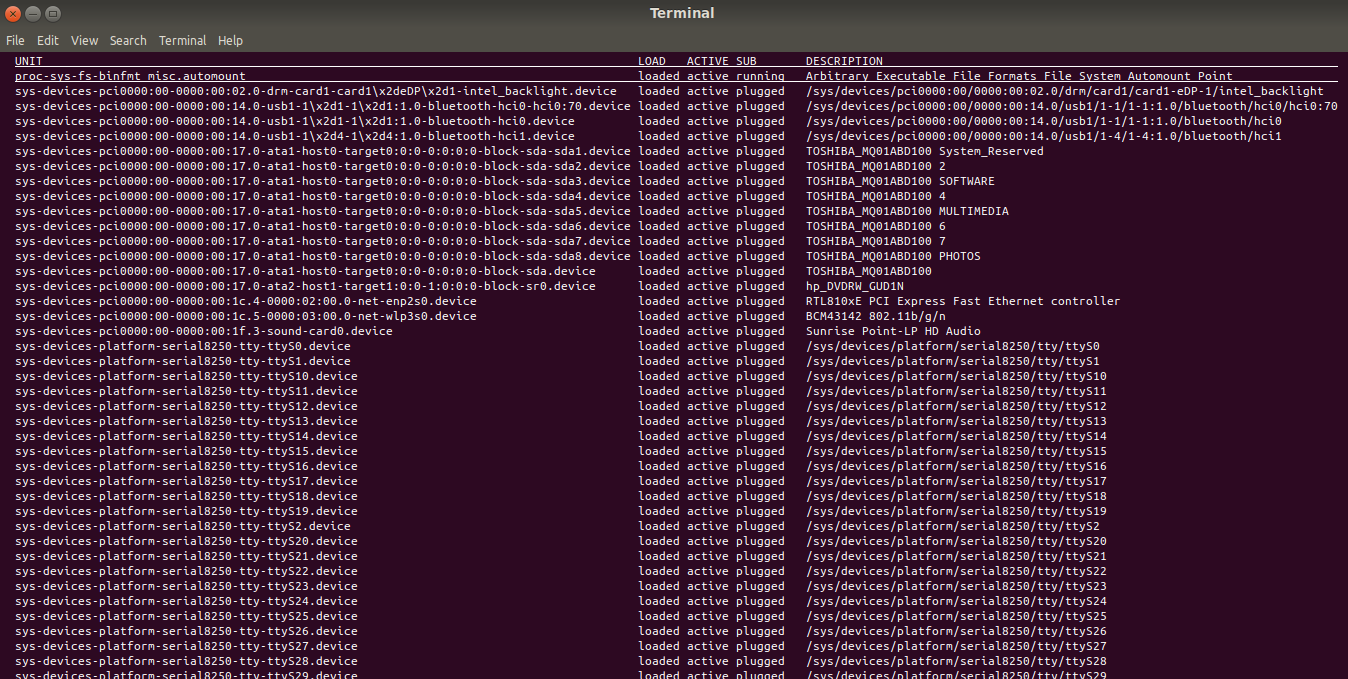 Terminal
File Edit View Search Terminal Help
UNIT LOAD ACTIVE SUB DESCRIPTION
proc-sys-fs-binfmt_misc.automount loaded active running Arbitrary Executable File Formats File System Automount Point
sys-devices-pci0000:00-0000:00:02.0-drm-card1-card1\x2deDP\x2d1-intel_backlight.device loaded active plugged /sys/devices/pci0000:00/0000:00:02.0/drm/card1/card1-eDP-1/intel_backlight
sys-devices-pci0000:00-0000:00:14.0-usb1-1\x2d1-1\x2d1:1.0-bluetooth-hci0-hci0:70.device loaded active plugged /sys/devices/pci0000:00/0000:00:14.0/usb1/1-1/1-1:1.0/bluetooth/hci0/hci0:70
sys-devices-pci0000:00-0000:00:14.0-usb1-1\x2d1-1\x2d1:1.0-bluetooth-hci0.device loaded active plugged /sys/devices/pci0000:00/0000:00:14.0/usb1/1-1/1-1:1.0/bluetooth/hci0
sys-devices-pci0000:00-0000:00:14.0-usb1-1\x2d4-1\x2d4:1.0-bluetooth-hci1.device loaded active plugged /sys/devices/pci0000:00/0000:00:14.0/usb1/1-4/1-4:1.0/bluetooth/hci1
sys-devices-pci0000:00-0000:00:17.0-ata1-host0-target0:0:0-0:0:0:0-block-sda-sda1.device loaded active plugged TOSHIBA_MQ01ABD100 System_Reserved
sys-devices-pci0000:00-0000:00:17.0-ata1-host0-target0:0:0-0:0:0:0-block-sda-sda2.device loaded active plugged TOSHIBA_MQ01ABD100 2
sys-devices-pci0000:00-0000:00:17.0-ata1-host0-target0:0:0-0:0:0:0-block-sda-sda3.device loaded active plugged TOSHIBA_MQ01ABD100 SOFTWARE
sys-devices-pci0000:00-0000:00:17.0-ata1-host0-target0:0:0-0:0:0:0-block-sda-sda4.device loaded active plugged TOSHIBA_MQ01ABD100 4
sys-devices-pci0000:00-0000:00:17.0-ata1-host0-target0:0:0-0:0:0:0-block-sda-sda5.device loaded active plugged TOSHIBA_MQ01ABD100 MULTIMEDIA
sys-devices-pci0000:00-0000:00:17.0-ata1-host0-target0:0:0-0:0:0:0-block-sda-sda6.device loaded active plugged TOSHIBA_MQ01ABD100 6
sys-devices-pci0000:00-0000:00:17.0-ata1-host0-target0:0:0-0:0:0:0-block-sda-sda7.device loaded active plugged TOSHIBA_MQ01ABD100 7
sys-devices-pci0000:00-0000:00:17.0-ata1-host0-target0:0:0-0:0:0:0-block-sda-sda8.device loaded active plugged TOSHIBA_MQ01ABD100 PHOTOS
sys-devices-pci0000:00-0000:00:17.0-ata1-host0-target0:0:0-0:0:0:0-block-sda.device loaded active plugged TOSHIBA_MQ01ABD100
sys-devices-pci0000:00-0000:00:17.0-ata2-host1-target1:0:0-1:0:0:0-block-sr0.device loaded active plugged hp_DVDRW_GUD1N
sys-devices-pci0000:00-0000:00:1c.4-0000:02:00.0-net-enp2s0.device loaded active plugged RTL810xE PCI Express Fast Ethernet controller
sys-devices-pci0000:00-0000:00:1c.5-0000:03:00.0-net-wlp3s0.device loaded active plugged BCM43142 802.11b/g/n
sys-devices-pci0000:00-0000:00:1f.3-sound-card0.device loaded active plugged Sunrise Point-LP HD Audio
sys-devices-platform-serial8250-tty-ttyS0.device loaded active plugged /sys/devices/platform/serial8250/tty/ttyS0
sys-devices-platform-serial8250-tty-ttyS1.device loaded active plugged /sys/devices/platform/serial8250/tty/ttyS1
sys-devices-platform-serial8250-tty-ttyS10.device loaded active plugged /sys/devices/platform/serial8250/tty/ttyS10
sys-devices-platform-serial8250-tty-ttyS11.device loaded active plugged /sys/devices/platform/serial8250/tty/ttyS11
sys-devices-platform-serial8250-tty-ttyS12.device loaded active plugged /sys/devices/platform/serial8250/tty/ttyS12
sys-devices-platform-serial8250-tty-ttyS13.device loaded active plugged /sys/devices/platform/serial8250/tty/ttyS13
sys-devices-platform-serial8250-tty-ttyS14.device loaded active plugged /sys/devices/platform/serial8250/tty/ttyS14
sys-devices-platform-serial8250-tty-ttyS15.device loaded active plugged /sys/devices/platform/serial8250/tty/ttyS15
sys-devices-platform-serial8250-tty-ttyS16.device loaded active plugged /sys/devices/platform/serial8250/tty/ttyS16
sys-devices-platform-serial8250-tty-ttyS17.device loaded active plugged /sys/devices/platform/serial8250/tty/ttyS17
sys-devices-platform-serial8250-tty-ttyS18.device loaded active plugged /sys/devices/platform/serial8250/tty/ttyS18
sys-devices-platform-serial8250-tty-ttyS19.device loaded active plugged /sys/devices/platform/serial8250/tty/ttyS19
sys-devices-platform-serial8250-tty-ttyS2.device loaded active plugged /sys/devices/platform/serial8250/tty/ttyS2
sys-devices-platform-serial8250-tty-ttyS20.device loaded active plugged /sys/devices/platform/serial8250/tty/ttyS20
sys-devices-platform-serial8250-tty-ttyS21.device loaded active plugged /sys/devices/platform/serial8250/tty/ttyS21
sys-devices-platform-serial8250-tty-ttyS22.device loaded active plugged /sys/devices/platform/serial8250/tty/ttyS22
sys-devices-platform-serial8250-tty-ttyS23.device loaded active plugged /sys/devices/platform/serial8250/tty/ttyS23
sys-devices-platform-serial8250-tty-ttyS24.device loaded active plugged /sys/devices/platform/serial8250/tty/ttyS24
sys-devices-platform-serial8250-tty-ttyS25.device loaded active plugged /sys/devices/platform/serial8250/tty/ttyS25
sys-devices-platform-serial8250-tty-ttyS26.device loaded active plugged /sys/devices/platform/serial8250/tty/ttyS26
sys-devices-platform-serial8250-tty-ttyS27.device loaded active plugged /sys/devices/platform/serial8250/tty/ttyS27
sys-devices-platform-serial8250-tty-ttyS28.device loaded active plugged /sys/devices/platform/serial8250/tty/ttyS28
sys-devices-platform-serial8250-tty-ttyS29.device loaded active plugged /sys/devices/platform/serial8250/tty/ttyS29